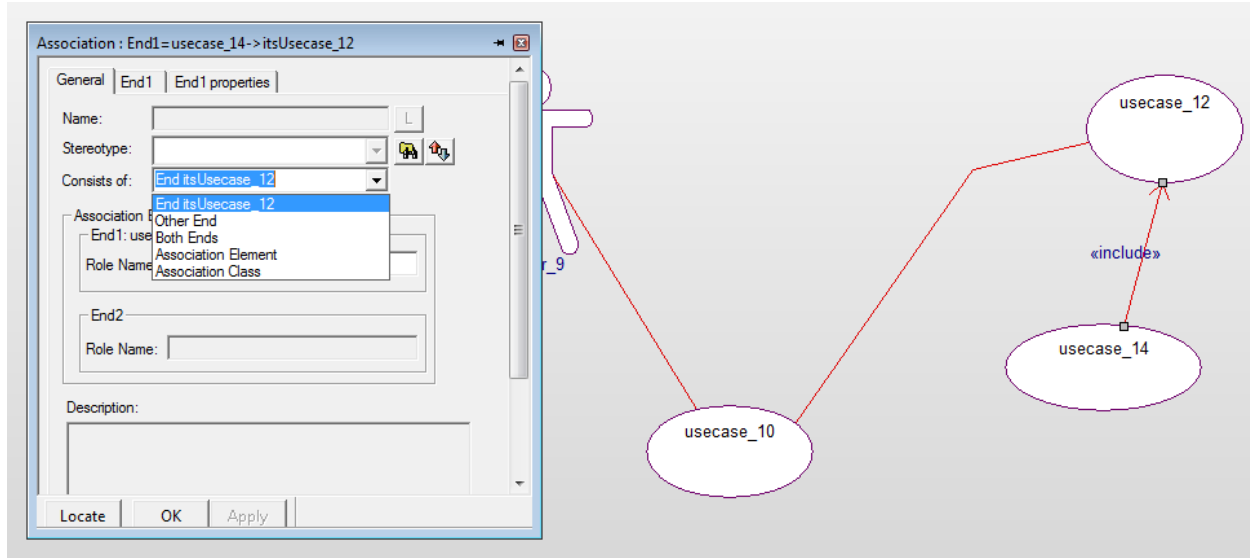 Association : End1=usecase_14->itsUsecase_12
General End1 End1 properties
Name: L
Stereotype:
Consists of: End itsUsecase_12
End itsUsecase_12
Other End
Both Ends
Association Element
Association Class
Association E
End1: use
Role Name
End2
Role Name:
Description:
Locate OK Apply
r_9
usecase_10
usecase_12
«include»
usecase_14